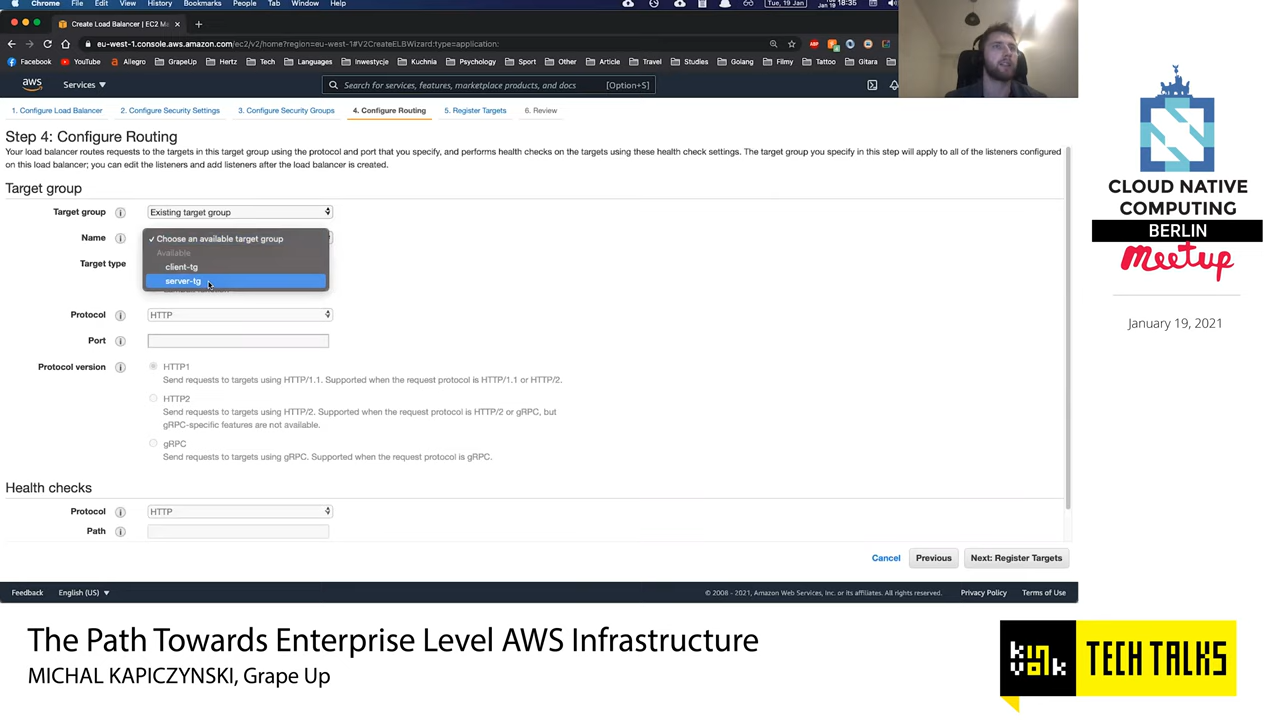 Chrome File Edit View History Bookmarks People Tab Window Help
Tue, 19 Jan
Jan 19 18:35
Create Load Balancer | EC2 Ma
eu-west-1.console.aws.amazon.com/ec2/v2/home?region=eu-west-1#V2CreateELBWizard:type=application:
ABP
Facebook YouTube Allegro GrapeUp Hertz Tech Languages Inwestycje Kuchnia Psychology Sport Other Article Travel Studies Golang Filmy Tattoo Gitara
aws Services Search for services, features, marketplace products, and docs [Option+S]
1. Configure Load Balancer 2. Configure Security Settings 3. Configure Security Groups 4. Configure Routing 5. Register Targets 6. Review
Step 4: Configure Routing
Your load balancer routes requests to the targets in this target group using the protocol and port that you specify, and performs health checks on the targets using these health check settings. The target group you specify in this step will apply to all of the listeners configured
on this load balancer; you can edit the listeners and add listeners after the load balancer is created.
Target group
Target group i Existing target group
Name i ✓ Choose an available target group
Available
Target type client-tg
server-tg
Protocol i HTTP
Port i
Protocol version i HTTP1
Send requests to targets using HTTP/1.1. Supported when the request protocol is HTTP/1.1 or HTTP/2.
HTTP2
Send requests to targets using HTTP/2. Supported when the request protocol is HTTP/2 or gRPC, but
gRPC-specific features are not available.
gRPC
Send requests to targets using gRPC. Supported when the request protocol is gRPC.
Health checks
Protocol i HTTP
Path i
Cancel Previous Next: Register Targets
Feedback English (US) © 2008 - 2021, Amazon Web Services, Inc. or its affiliates. All rights reserved. Privacy Policy Terms of Use
CLOUD NATIVE
COMPUTING
BERLIN
Meetup
January 19, 2021
The Path Towards Enterprise Level AWS Infrastructure
MICHAL KAPICZYNSKI, Grape Up
kinvolk TECH TALKS